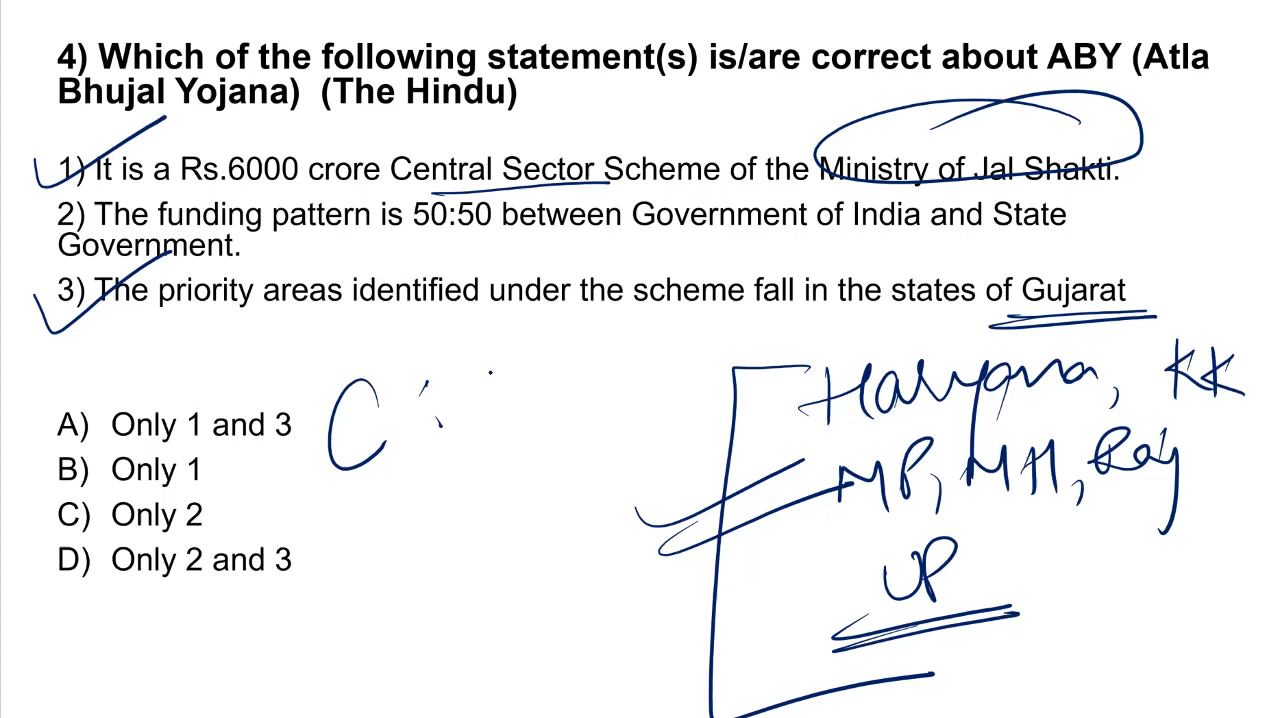 4) Which of the following statement(s) is/are correct about ABY (Atla
Bhujal Yojana) (The Hindu)
1) It is a Rs.6000 crore Central Sector Scheme of the Ministry of Jal Shakti.
2) The funding pattern is 50:50 between Government of India and State
Government.
3) The priority areas identified under the scheme fall in the states of Gujarat
Haryana, KK
MP, MH, Raj
UP
A) Only 1 and 3
B) Only 1
C) Only 2
D) Only 2 and 3